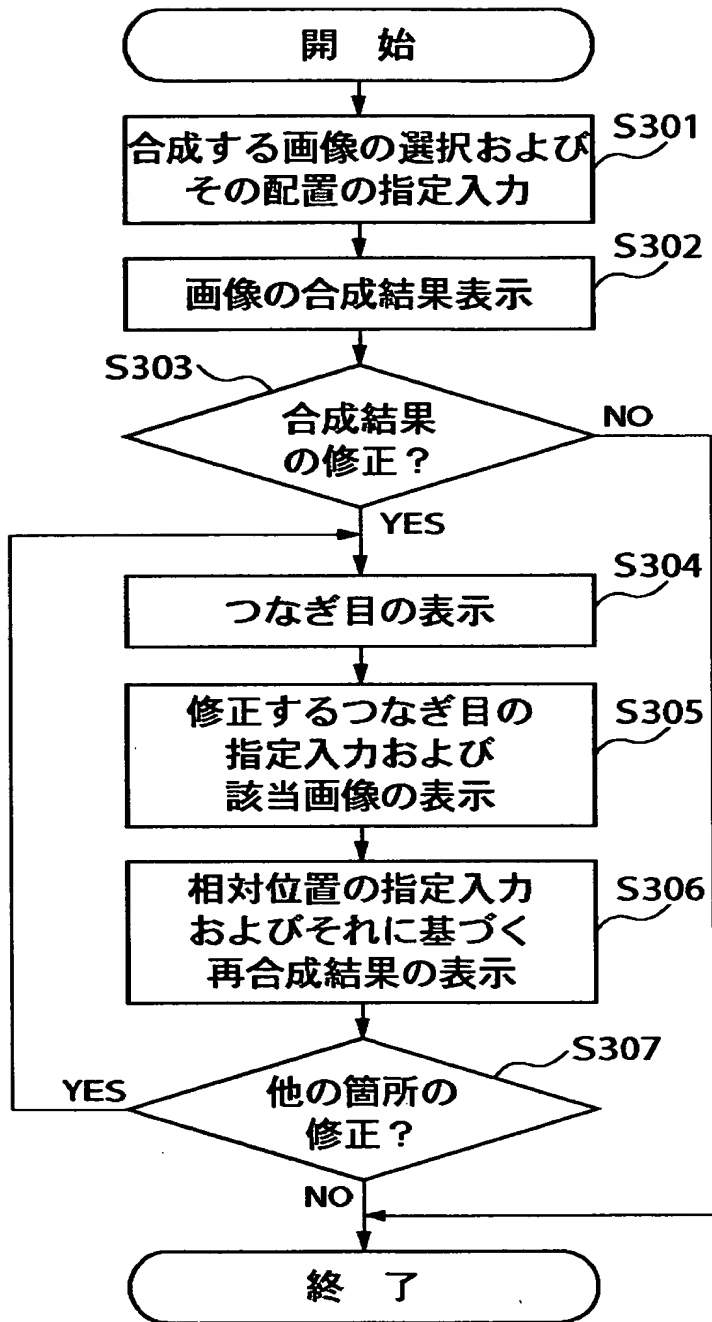 開 始
S301
合成する画像の選択および
その配置の指定入力
S302
画像の合成結果表示
S303
合成結果
の修正?
NO
YES
S304
つなぎ目の表示
修正するつなぎ目の
指定入力および
該当画像の表示
S305
相対位置の指定入力
およびそれに基づく
再合成結果の表示
S306
S307
YES
他の箇所の
修正?
NO
終 了